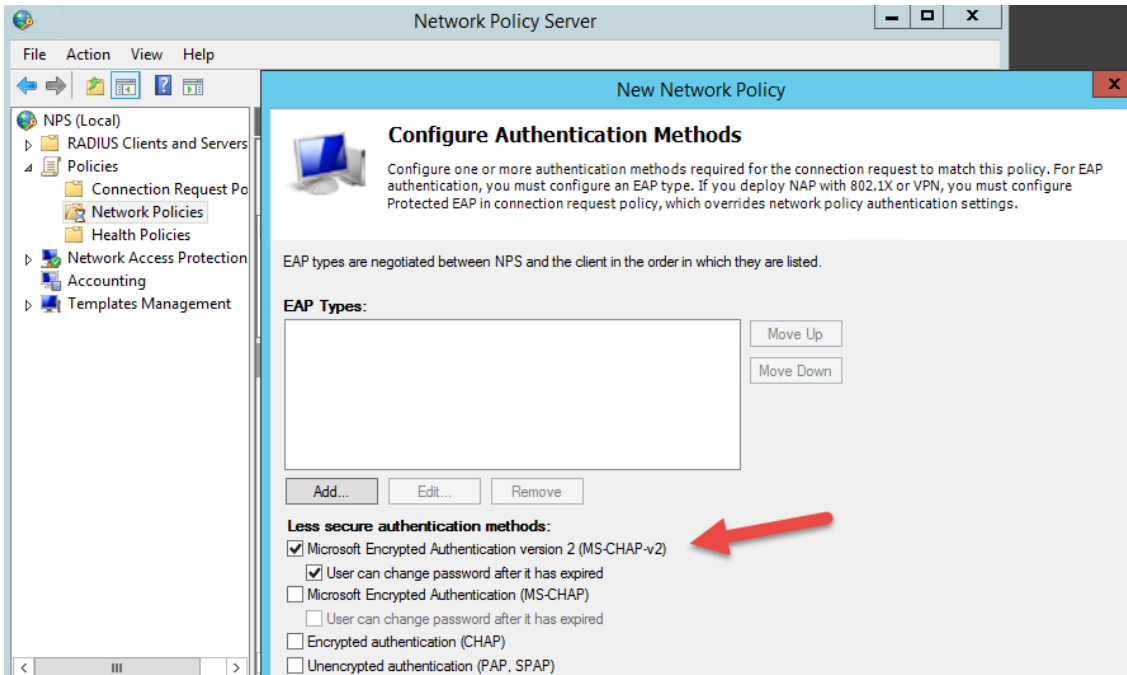 Network Policy Server
File Action View Help
New Network Policy
NPS (Local)
RADIUS Clients and Servers
Policies
Connection Request Po
Network Policies
Health Policies
Network Access Protection
Accounting
Templates Management
Configure Authentication Methods
Configure one or more authentication methods required for the connection request to match this policy. For EAP
authentication, you must configure an EAP type. If you deploy NAP with 802.1X or VPN, you must configure
Protected EAP in connection request policy, which overrides network policy authentication settings.
EAP types are negotiated between NPS and the client in the order in which they are listed.
EAP Types:
Move Up
Move Down
Add... Edit... Remove
Less secure authentication methods:
Microsoft Encrypted Authentication version 2 (MS-CHAP-v2)
User can change password after it has expired
Microsoft Encrypted Authentication (MS-CHAP)
User can change password after it has expired
Encrypted authentication (CHAP)
Unencrypted authentication (PAP, SPAP)